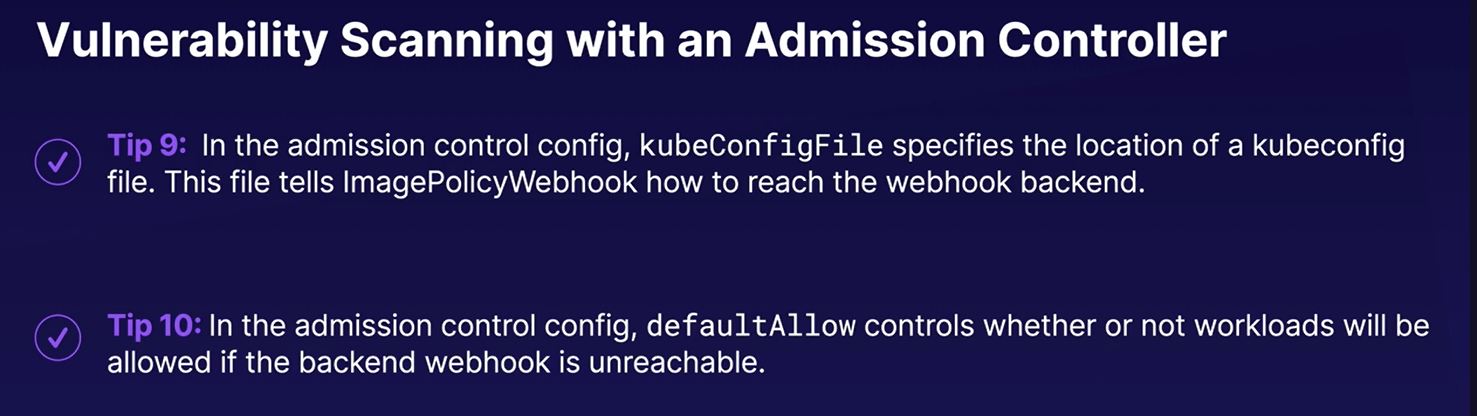 Vulnerability Scanning with an Admission Controller
Tip 9: In the admission control config, kubeConfigFile specifies the location of a kubeconfig
file. This file tells ImagePolicyWebhook how to reach the webhook backend.
Tip 10: In the admission control config, defaultAllow controls whether or not workloads will be
allowed if the backend webhook is unreachable.